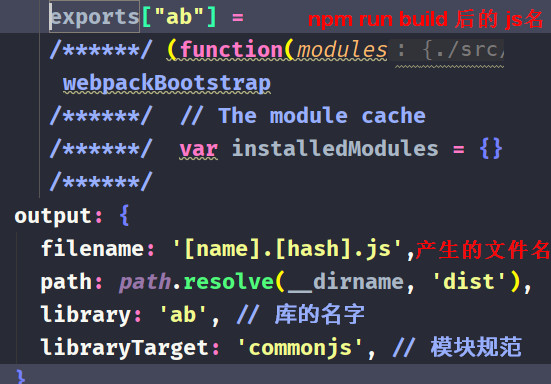 exports["ab"] = npm run build 后的 js名
/******/ (function(modules : {./src/
webpackBootstrap
/******/ // The module cache
/******/ var installedModules = {}
/******/
output: {
filename: '[name].[hash].js', 产生的文件名
path: path.resolve(__dirname, 'dist'),
library: 'ab', // 库的名字
libraryTarget: 'commonjs', // 模块规范
}